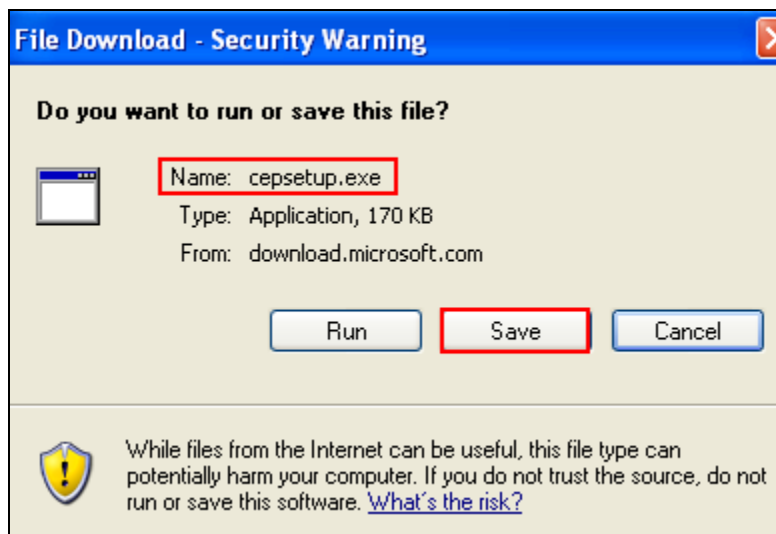 File Download - Security Warning
Do you want to run or save this file?
Name: cepsetup.exe
Type: Application, 170 KB
From: download.microsoft.com
Run Save Cancel
While files from the Internet can be useful, this file type can
potentially harm your computer. If you do not trust the source, do not
run or save this software. What's the risk?